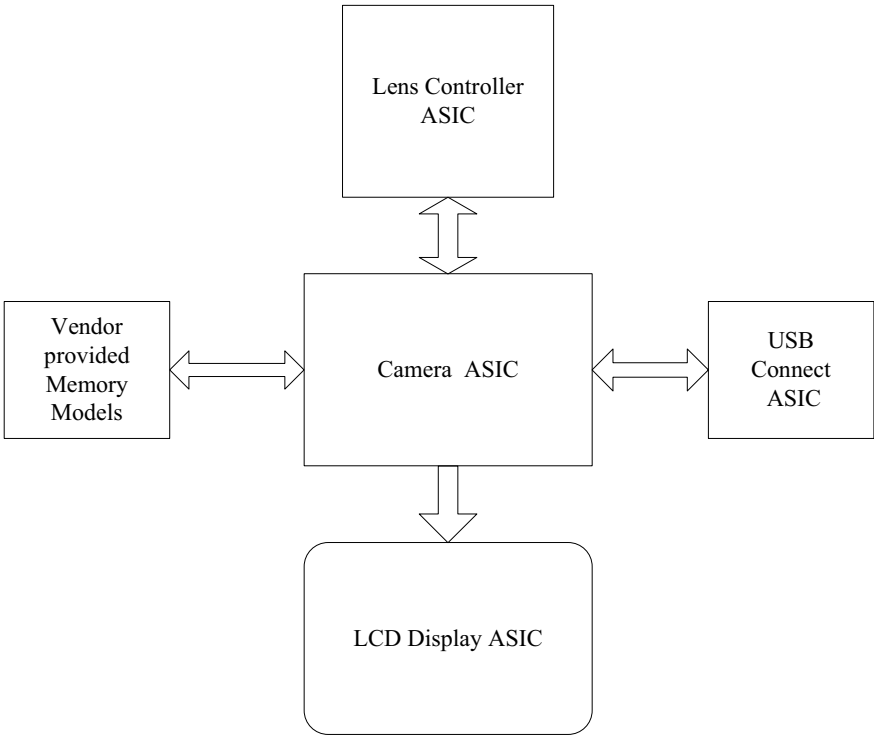 Lens Controller
ASIC
Vendor
provided
Memory
Models
Camera ASIC
USB
Connect
ASIC
LCD Display ASIC